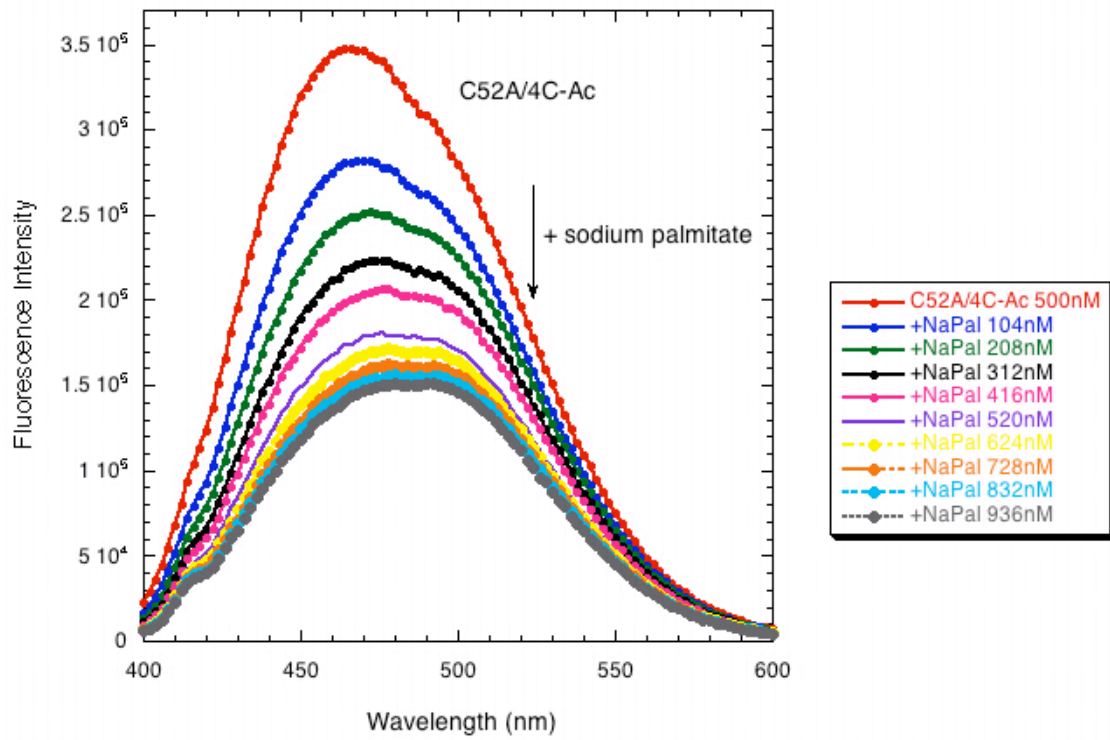 3.5 10⁵
3 10⁵
2.5 10⁵
2 10⁵
1.5 10⁵
1 10⁵
5 10⁴
0
Fluorescence Intensity
C52A/4C-Ac
+ sodium palmitate
400
450
500
550
600
Wavelength (nm)
C52A/4C-Ac 500nM
+NaPal 104nM
+NaPal 208nM
+NaPal 312nM
+NaPal 416nM
+NaPal 520nM
+NaPal 624nM
+NaPal 728nM
+NaPal 832nM
+NaPal 936nM